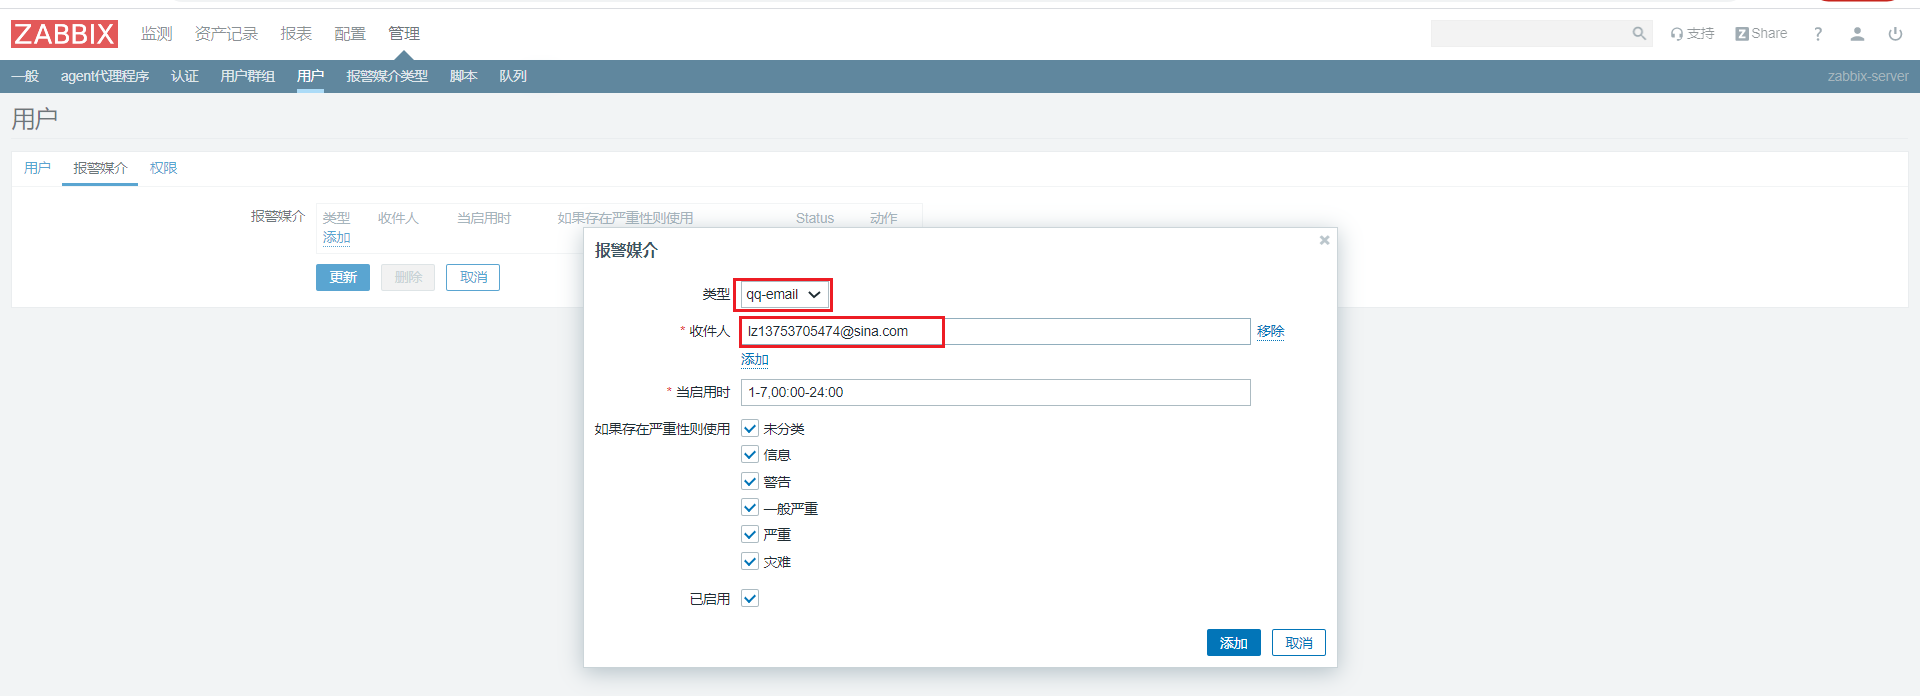 ZABBIX 监测 资产记录 报表 配置 管理 支持 Z Share ?
一般 agent代理程序 认证 用户群组 用户 报警媒介类型 脚本 队列 zabbix-server
用户
用户 报警媒介 权限
报警媒介 类型 收件人 当启用时 如果存在严重性则使用 Status 动作
添加
更新 删除 取消
报警媒介
类型 qq-email
* 收件人 lz13753705474@sina.com 移除
添加
* 当启用时 1-7,00:00-24:00
如果存在严重性则使用 未分类
信息
警告
一般严重
严重
灾难
已启用
添加 取消